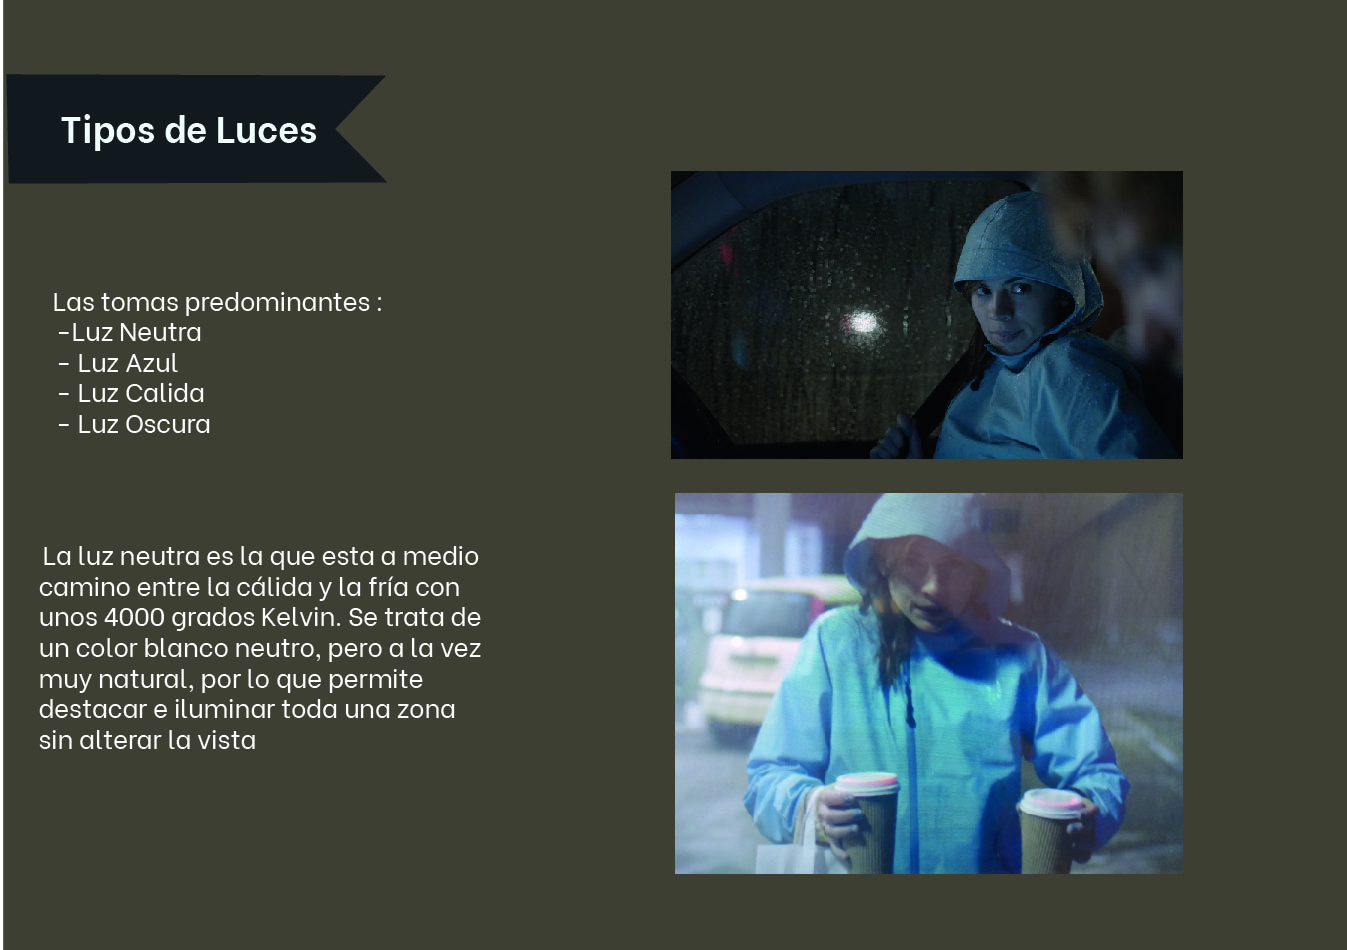 Tipos de Luces
Las tomas predominantes :
-Luz Neutra
- Luz Azul
- Luz Calida
- Luz Oscura
La luz neutra es la que esta a medio
camino entre la cálida y la fría con
unos 4000 grados Kelvin. Se trata de
un color blanco neutro, pero a la vez
muy natural, por lo que permite
destacar e iluminar toda una zona
sin alterar la vista